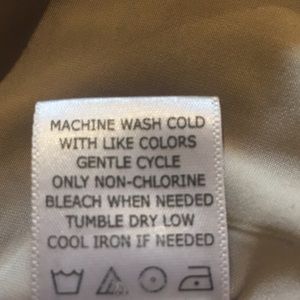 MACHINE WASH COLD
WITH LIKE COLORS
GENTLE CYCLE
ONLY NON-CHLORINE
BLEACH WHEN NEEDED
TUMBLE DRY LOW
COOL IRON IF NEEDED